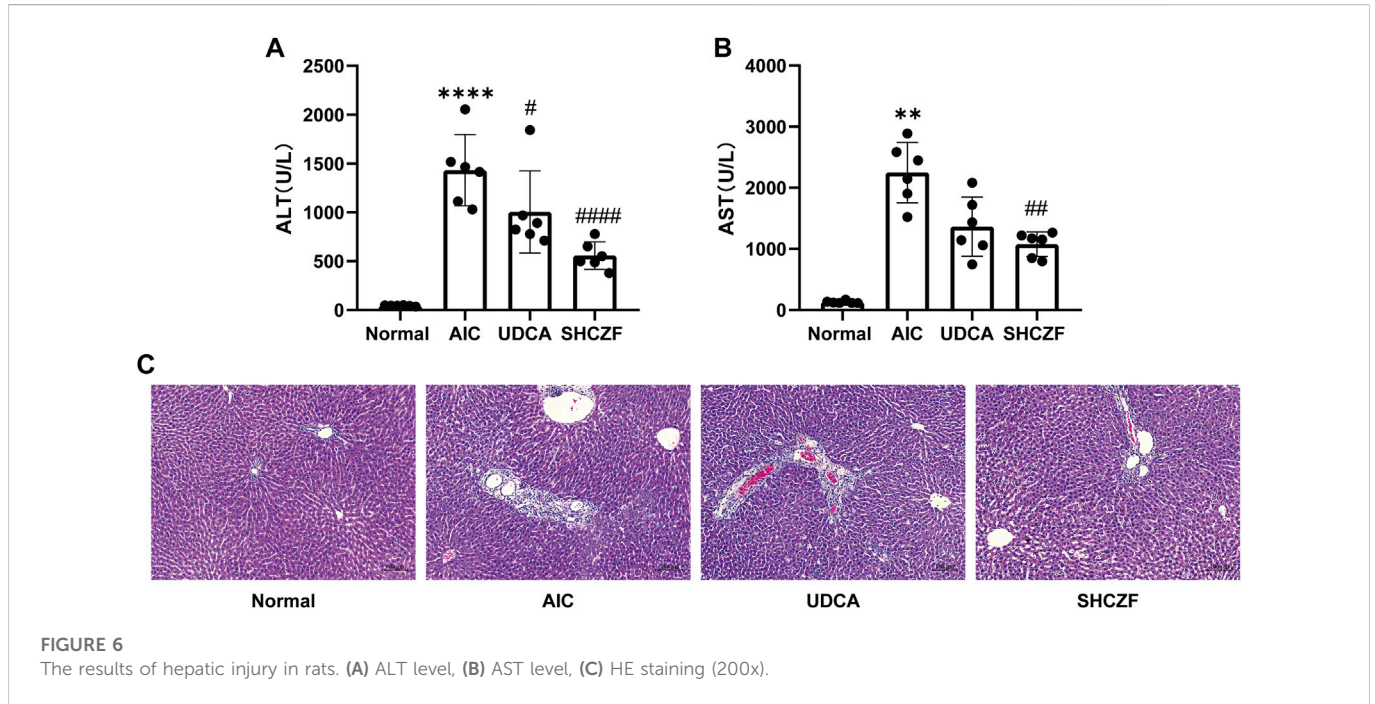 A
B
ALT(U/L)
2500
2000
1500
1000
500
0
****
#
####
Normal AIC UDCA SHCZF
AST(U/L)
4000
3000
2000
1000
0
**
##
Normal AIC UDCA SHCZF
C
Normal AIC UDCA SHCZF
FIGURE 6
The results of hepatic injury in rats. (A) ALT level, (B) AST level, (C) HE staining (200x).